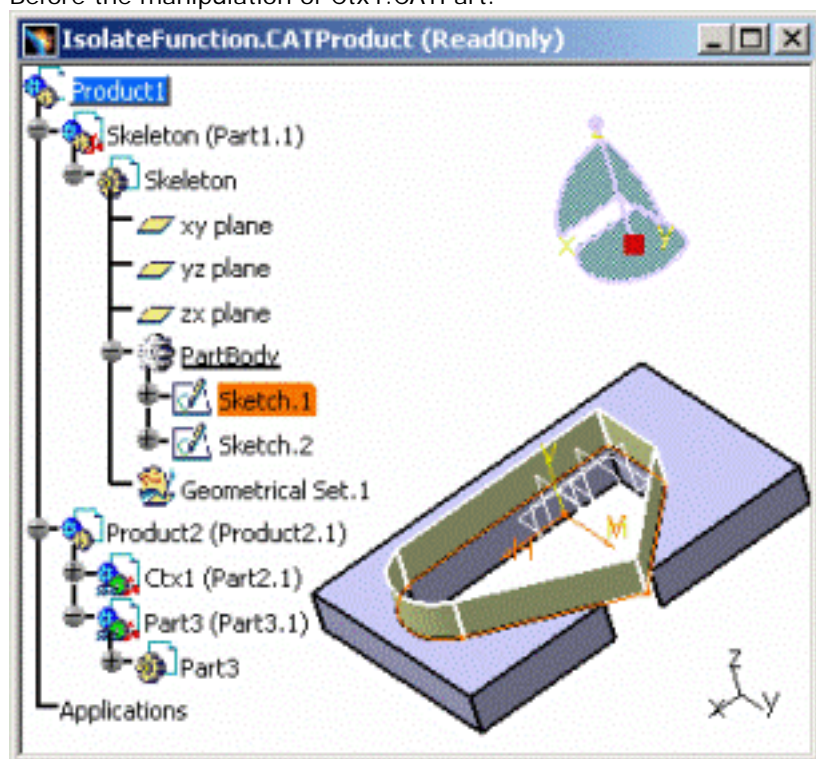 Before the manipulation of Ctx1.CATPart:
IsolateFunction.CATProduct (ReadOnly)
Product1
Skeleton (Part1.1)
Skeleton
xy plane
yz plane
zx plane
PartBody
Sketch.1
Sketch.2
Geometrical Set.1
Product2 (Product2.1)
Ctx1 (Part2.1)
Part3 (Part3.1)
Part3
Applications
x y
z
x y